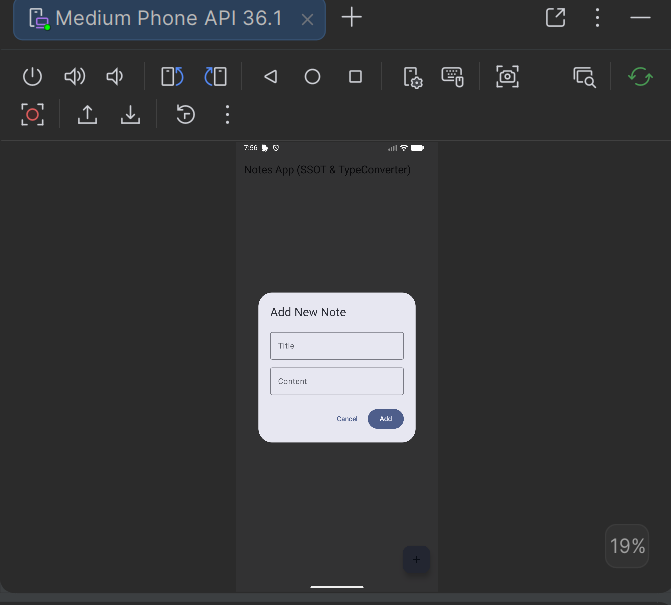 Medium Phone API 36.1
7:56
Notes App (SSOT & TypeConverter)
Add New Note
Title
Content
Cancel
Add
19%